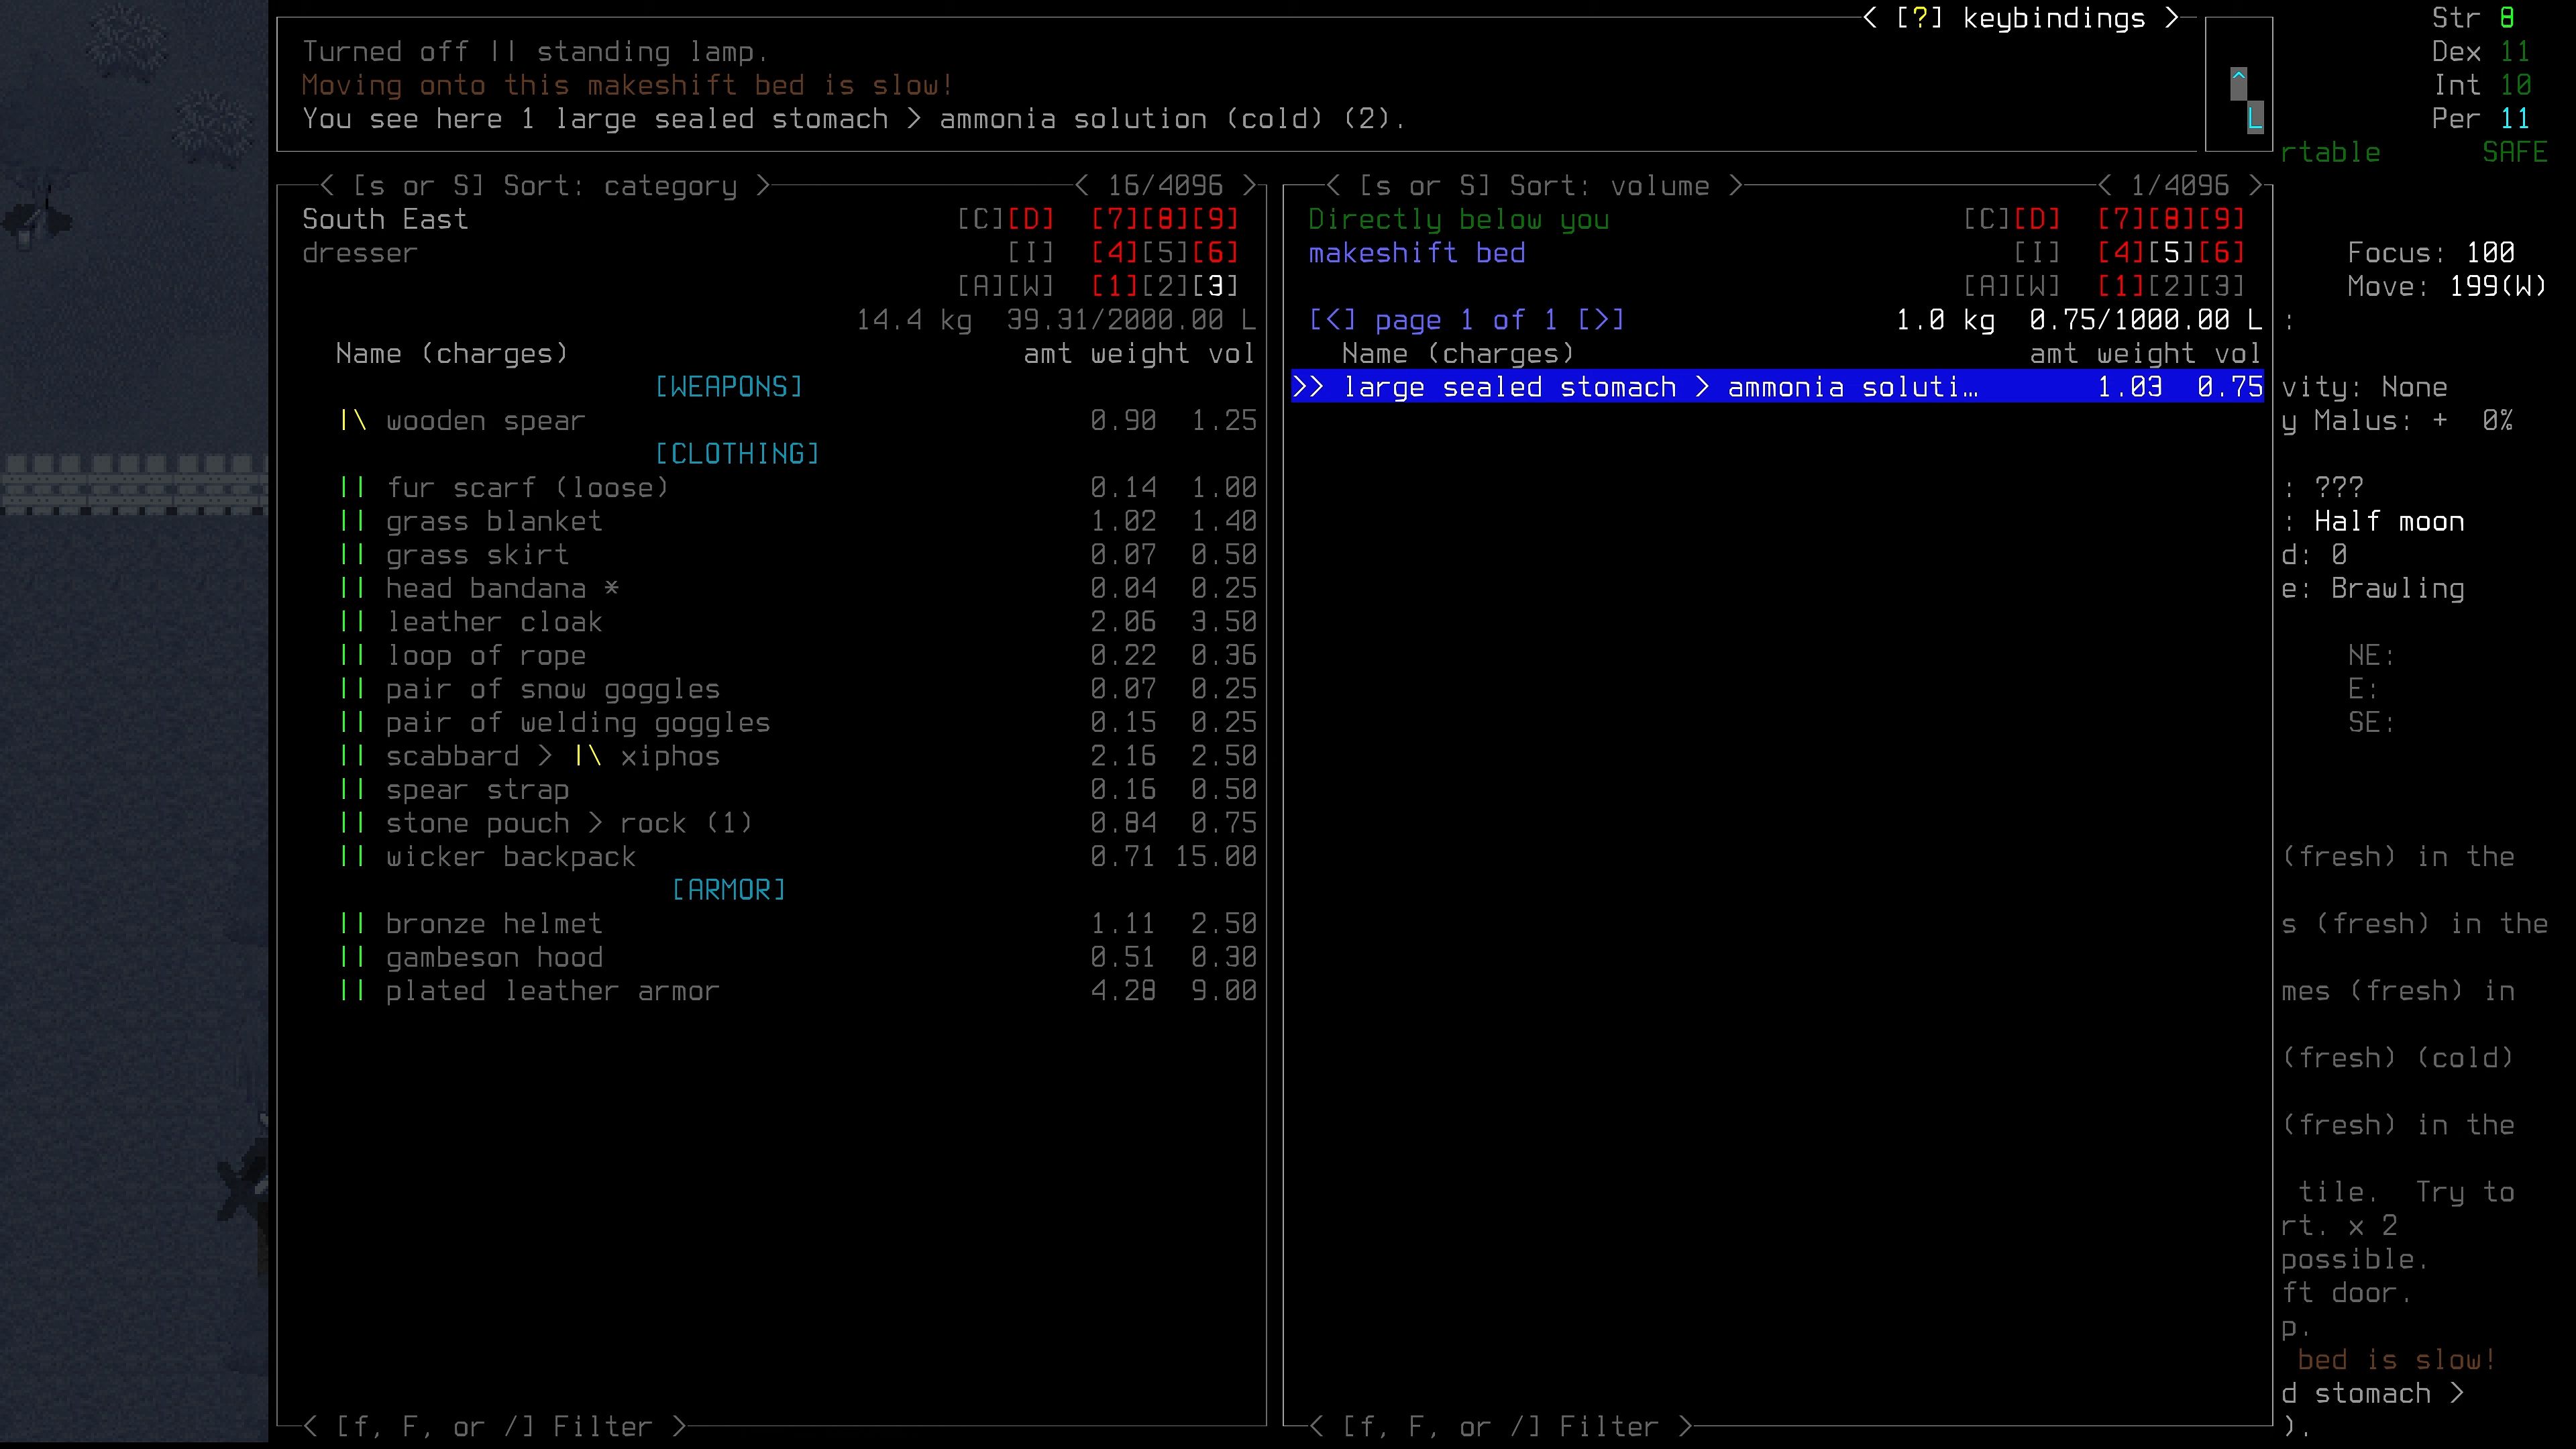 < [?] keybindings >
Turned off || standing lamp.
Moving onto this makeshift bed is slow!
You see here 1 large sealed stomach > ammonia solution (cold) (2).
^
L
Str 8
Dex 11
Int 10
Per 11
rtable SAFE
< [s or S] Sort: category > < 16/4096 >
South East [C][D] [7][8][9]
dresser [I] [4][5][6]
[A][W] [1][2][3]
14.4 kg 39.31/2000.00 L
Name (charges) amt weight vol
[WEAPONS]
|\ wooden spear 0.90 1.25
[CLOTHING]
|| fur scarf (loose) 0.14 1.00
|| grass blanket 1.02 1.40
|| grass skirt 0.07 0.50
|| head bandana * 0.04 0.25
|| leather cloak 2.06 3.50
|| loop of rope 0.22 0.36
|| pair of snow goggles 0.07 0.25
|| pair of welding goggles 0.15 0.25
|| scabbard > |\ xiphos 2.16 2.50
|| spear strap 0.16 0.50
|| stone pouch > rock (1) 0.84 0.75
|| wicker backpack 0.71 15.00
[ARMOR]
|| bronze helmet 1.11 2.50
|| gambeson hood 0.51 0.30
|| plated leather armor 4.28 9.00
< [f, F, or /] Filter >
< [s or S] Sort: volume > < 1/4096 >
Directly below you [C][D] [7][8][9]
makeshift bed [I] [4][5][6]
[A][W] [1][2][3]
[<] page 1 of 1 [>] 1.0 kg 0.75/1000.00 L
Name (charges) amt weight vol
>> large sealed stomach > ammonia soluti… 1.03 0.75
< [f, F, or /] Filter >
Focus: 100
Move: 199(W)
:
vity: None
y Malus: + 0%
: ???
: Half moon
d: 0
e: Brawling
NE:
E:
SE:
(fresh) in the
s (fresh) in the
mes (fresh) in
(fresh) (cold)
(fresh) in the
tile. Try to
rt. x 2
possible.
ft door.
p.
bed is slow!
d stomach >
).